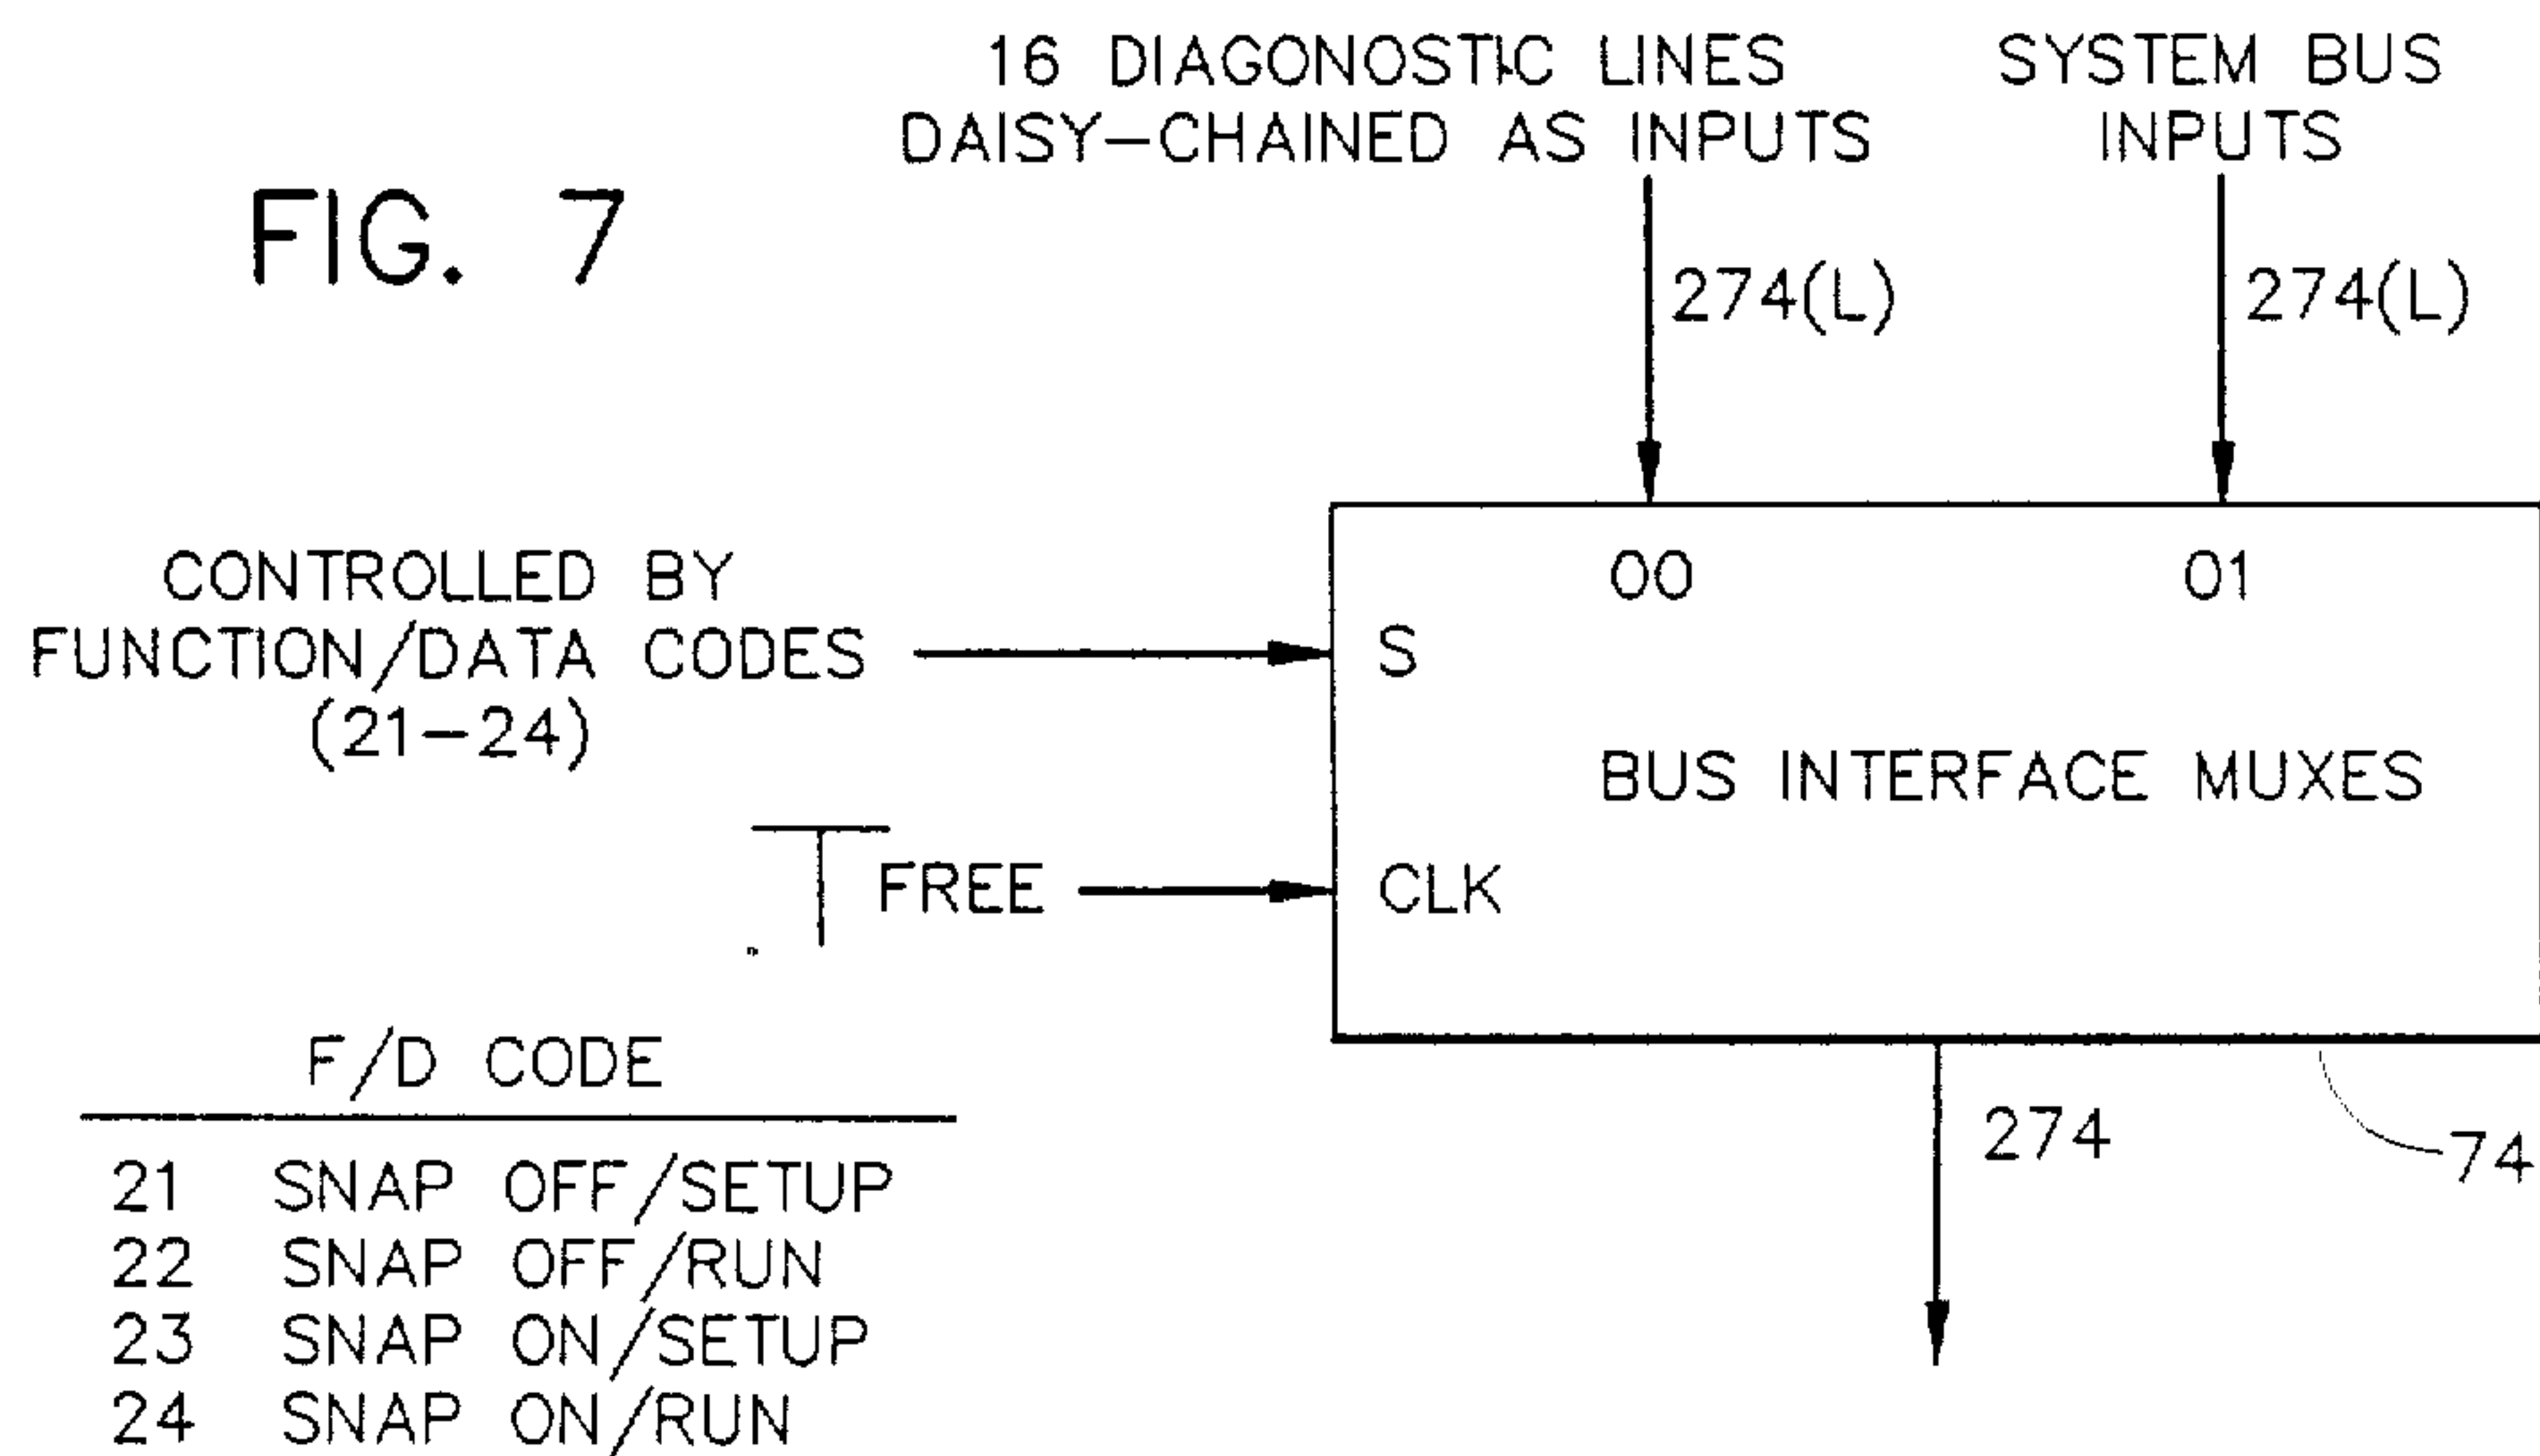 FIG. 7
16 DIAGONOSTIC LINES
DAISY-CHAINED AS INPUTS
SYSTEM BUS
INPUTS
274(L)
274(L)
CONTROLLED BY
FUNCTION/DATA CODES
(21-24)
S
00
01
BUS INTERFACE MUXES
FREE
CLK
274
74
F/D CODE
21 SNAP OFF/SETUP
22 SNAP OFF/RUN
23 SNAP ON/SETUP
24 SNAP ON/RUN